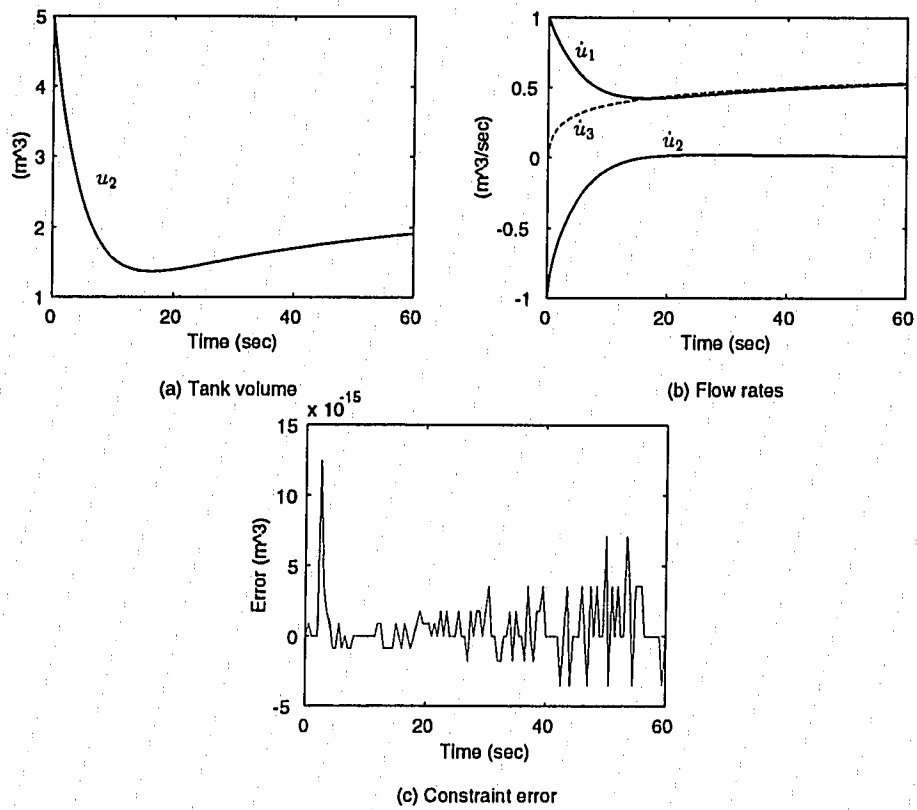 5
4
3
2
1
(m^3)
u₂
0
20
40
60
Time (sec)
(a) Tank volume
1
0.5
0
-0.5
-1
(m^3/sec)
u̇₁
u̇₃
u̇₂
0
20
40
60
Time (sec)
(b) Flow rates
x 10⁻¹⁵
15
10
5
0
-5
Error (m^3)
0
20
40
60
Time (sec)
(c) Constraint error